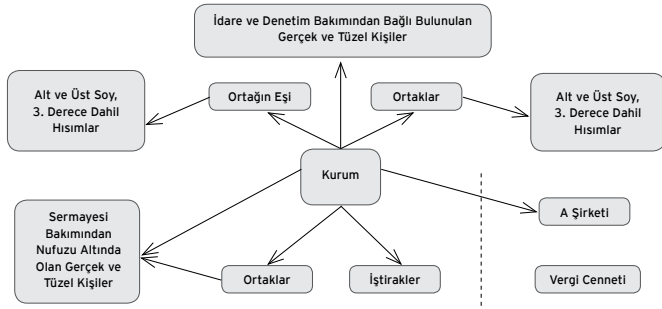 İdare ve Denetim Bakımından Bağlı Bulunulan
Gerçek ve Tüzel Kişiler
Alt ve Üst Soy,
3. Derece Dahil
Hısımlar
Ortağın Eşi
Ortaklar
Alt ve Üst Soy,
3. Derece Dahil
Hısımlar
Kurum
Sermayesi
Bakımından
Nufuzu Altında
Olan Gerçek ve
Tüzel Kişiler
A Şirketi
Ortaklar
İştirakler
Vergi Cenneti